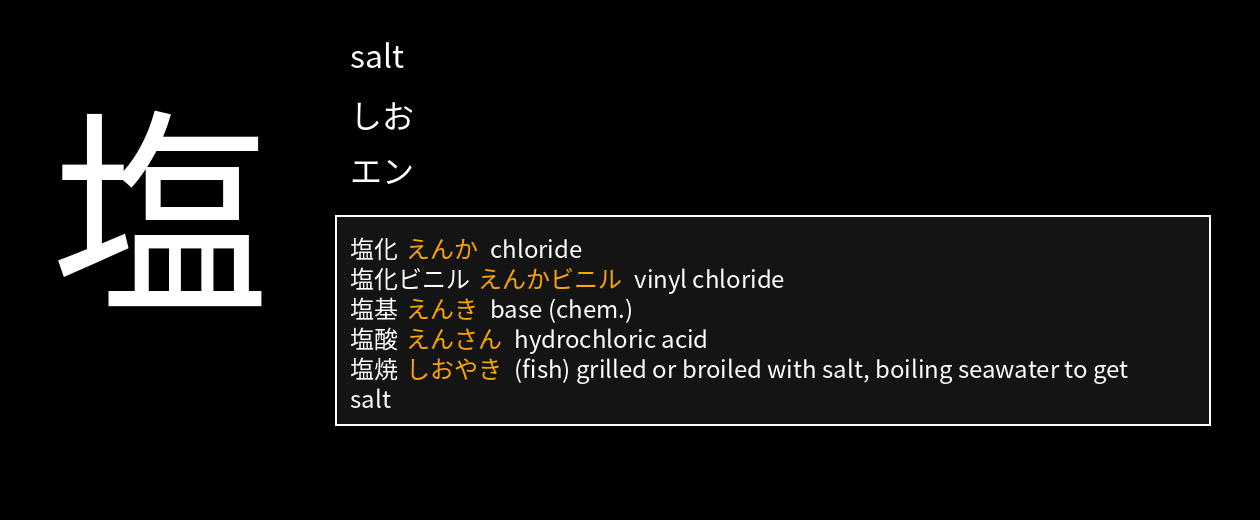 塩
salt
しお
エン
塩化 えんか chloride
塩化ビニル えんかビニル vinyl chloride
塩基 えんき base (chem.)
塩酸 えんさん hydrochloric acid
塩焼 しおやき (fish) grilled or broiled with salt, boiling seawater to get
salt